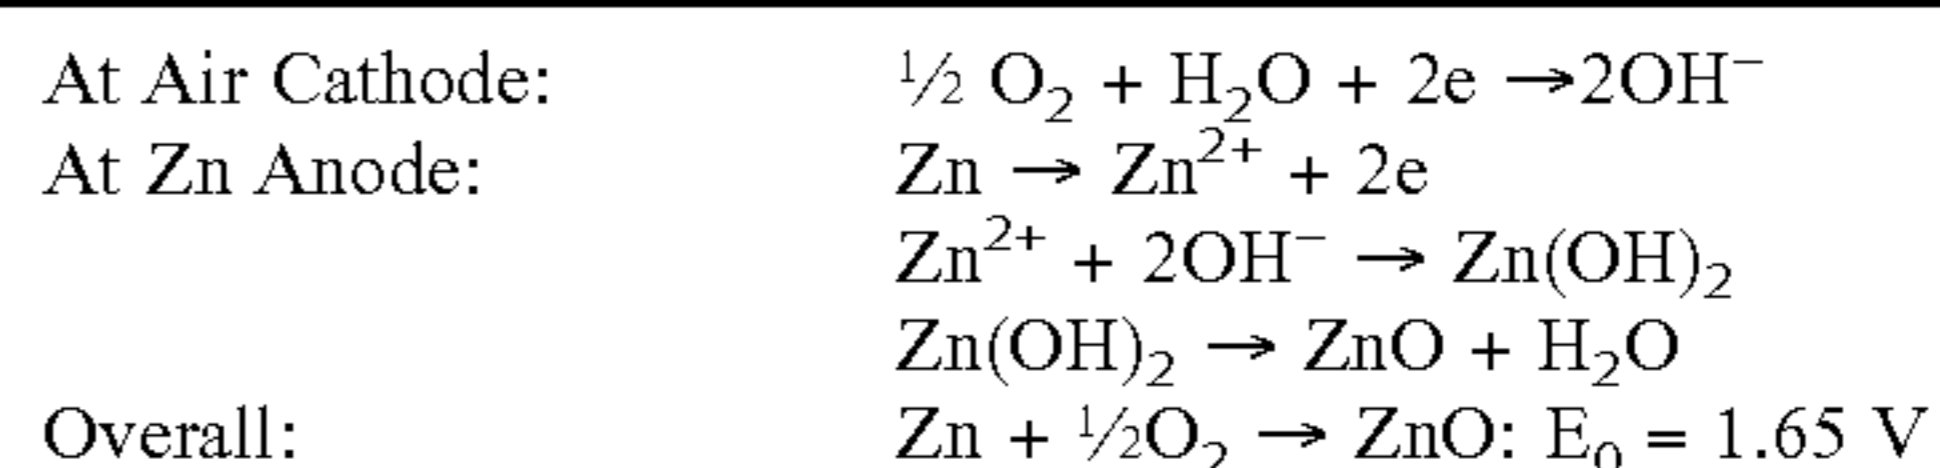 At Air Cathode: ½ O₂ + H₂O + 2e → 2OH⁻
At Zn Anode: Zn → Zn²⁺ + 2e
Zn²⁺ + 2OH⁻ → Zn(OH)₂
Zn(OH)₂ → ZnO + H₂O
Overall: Zn + ½O₂ → ZnO: E₀ = 1.65 V